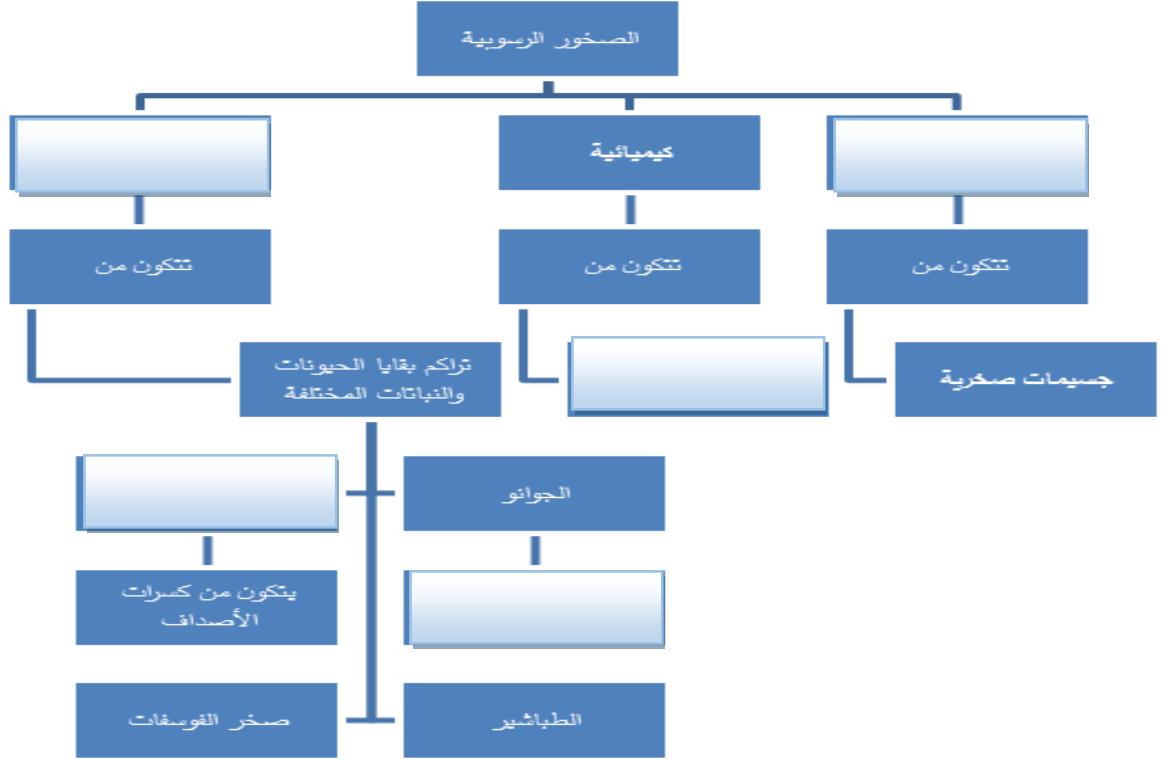 الصخور الرسوبية
كيميائية
تتكون من
تتكون من
تتكون من
جسيمات صخرية
تراكم بقايا الحيونات
والنباتات المختلفة
الجوانو
يتكون من كسرات
الأصداف
الطباشير
صخر الفوسفات